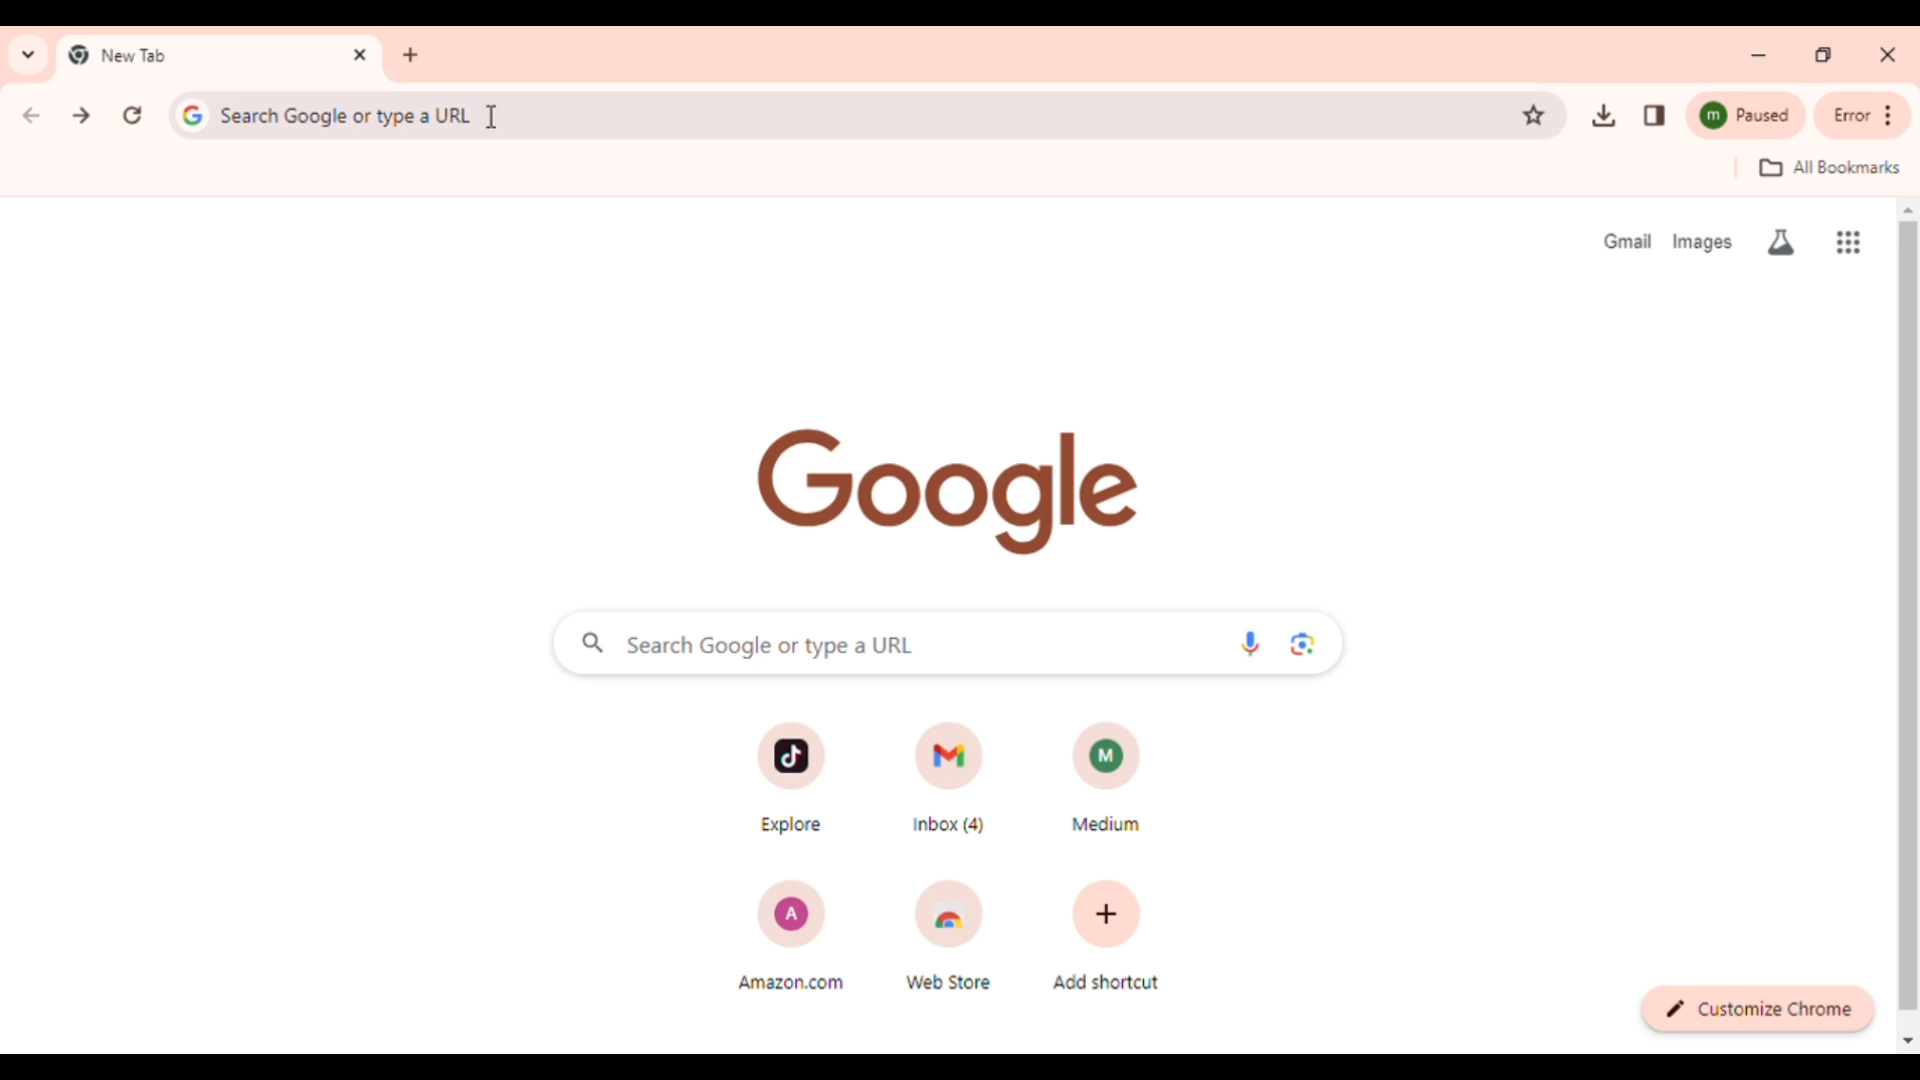 New Tab
Search Google or type a URL
m Paused
Error
All Bookmarks
Gmail Images
Google
Search Google or type a URL
M
Explore Inbox (4) Medium
A
Amazon.com Web Store Add shortcut
Customize Chrome